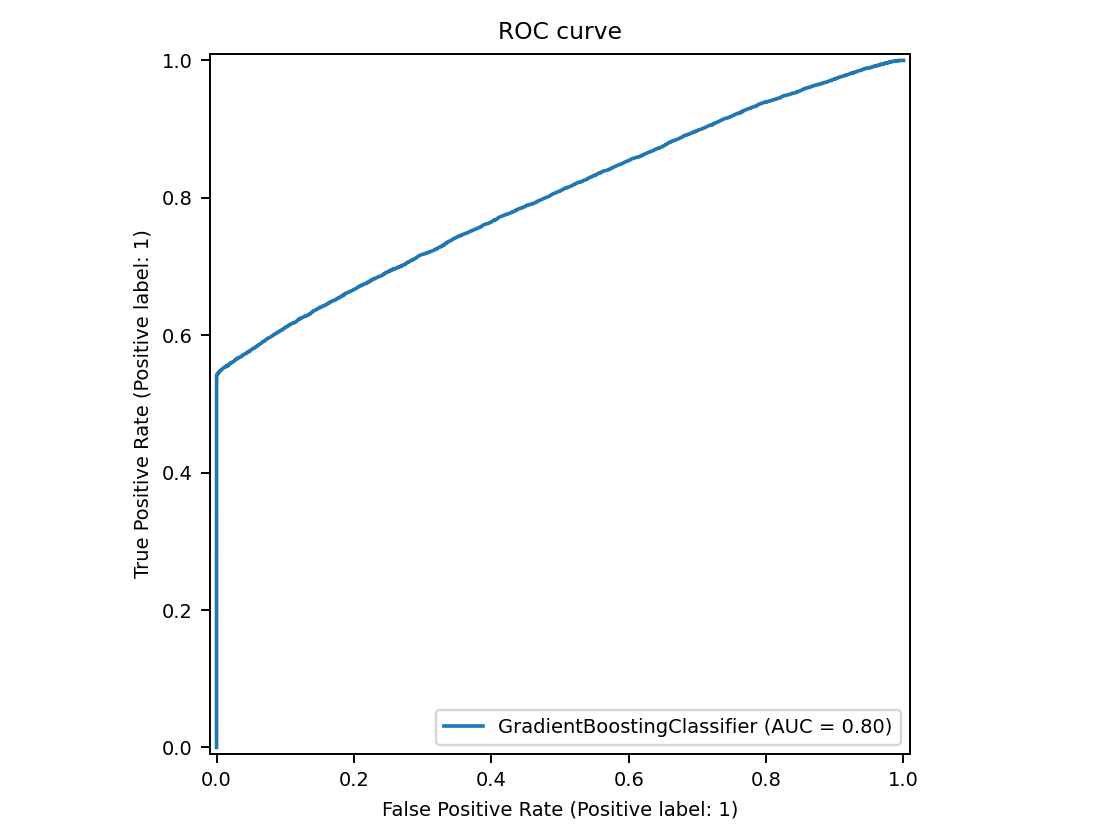 ROC curve
1.0
0.8
0.6
0.4
0.2
0.0
True Positive Rate (Positive label: 1)
GradientBoostingClassifier (AUC = 0.80)
0.0 0.2 0.4 0.6 0.8 1.0
False Positive Rate (Positive label: 1)